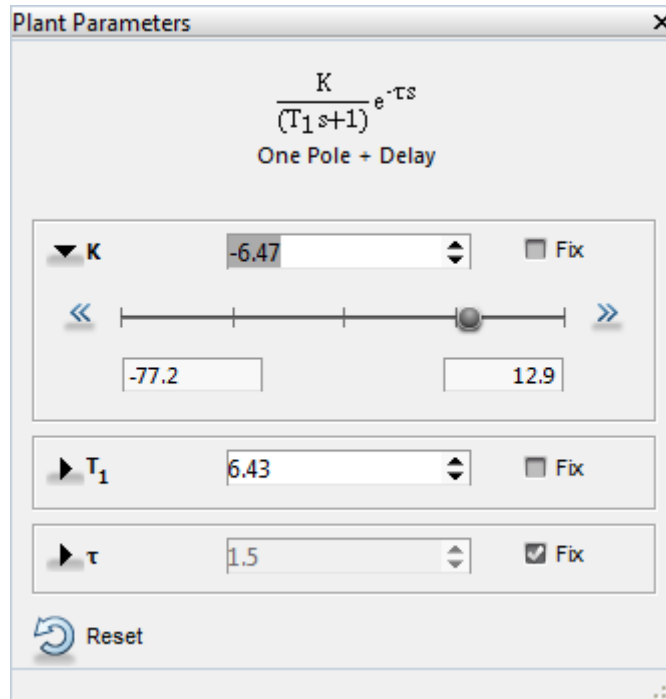 Plant Parameters
K
(T1s+1)
e-τs
One Pole + Delay
K
-6.47
Fix
-77.2
12.9
T1
6.43
Fix
τ
1.5
Fix
Reset